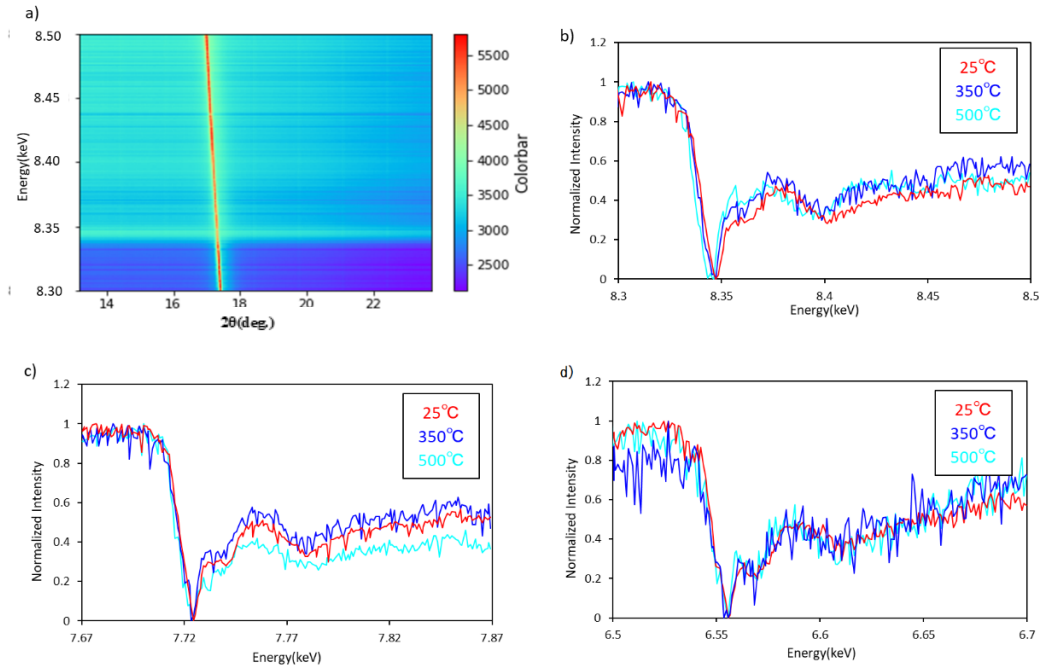 a)
8.50
8.45
8.40
8.35
8.30
Energy(keV)
14 16 18 20 22
2θ(deg.)
5500
5000
4500
4000
3500
3000
2500
Colorbar
b)
1.2
1
0.8
0.6
0.4
0.2
0
Normalized Intensity
25°C
350°C
500°C
8.3 8.35 8.4 8.45 8.5
Energy(keV)
c)
1.2
1
0.8
0.6
0.4
0.2
0
Normalized Intensity
25°C
350°C
500°C
7.67 7.72 7.77 7.82 7.87
Energy(keV)
d)
1.2
1
0.8
0.6
0.4
0.2
0
Normalized Intensity
25°C
350°C
500°C
6.5 6.55 6.6 6.65 6.7
Energy(keV)